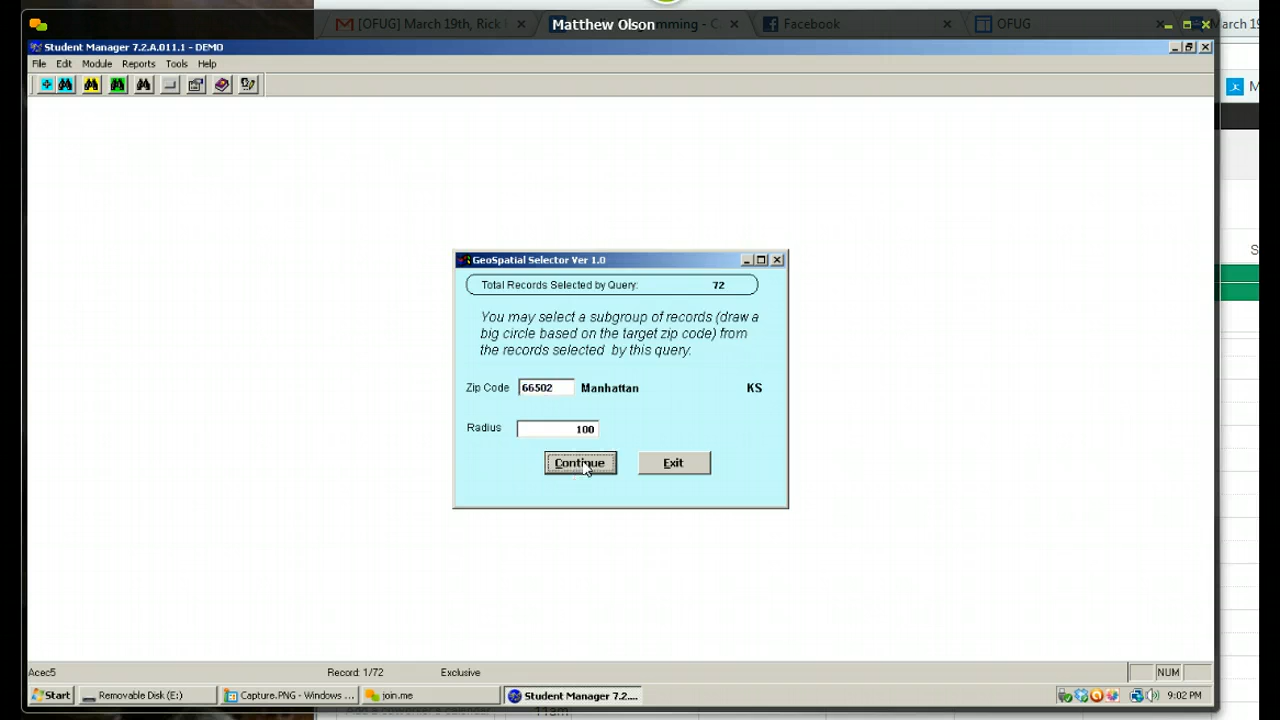 [OFUG] March 19th, Rick
Matthew Olson
mming - C
Facebook
OFUG
arch 19
Student Manager 7.2.A.011.1 - DEMO
File Edit Module Reports Tools Help
M
GeoSpatial Selector Ver 1.0
Total Records Selected by Query: 72
You may select a subgroup of records (draw a
big circle based on the target zip code) from
the records selected by this query.
Zip Code 66502 Manhattan KS
Radius 100
Continue Exit
S
Acec5 Record: 1/72 Exclusive NUM
Start Removable Disk (E:) Capture.PNG - Windows ... join.me Student Manager 7.2.... 9:02 PM
11am